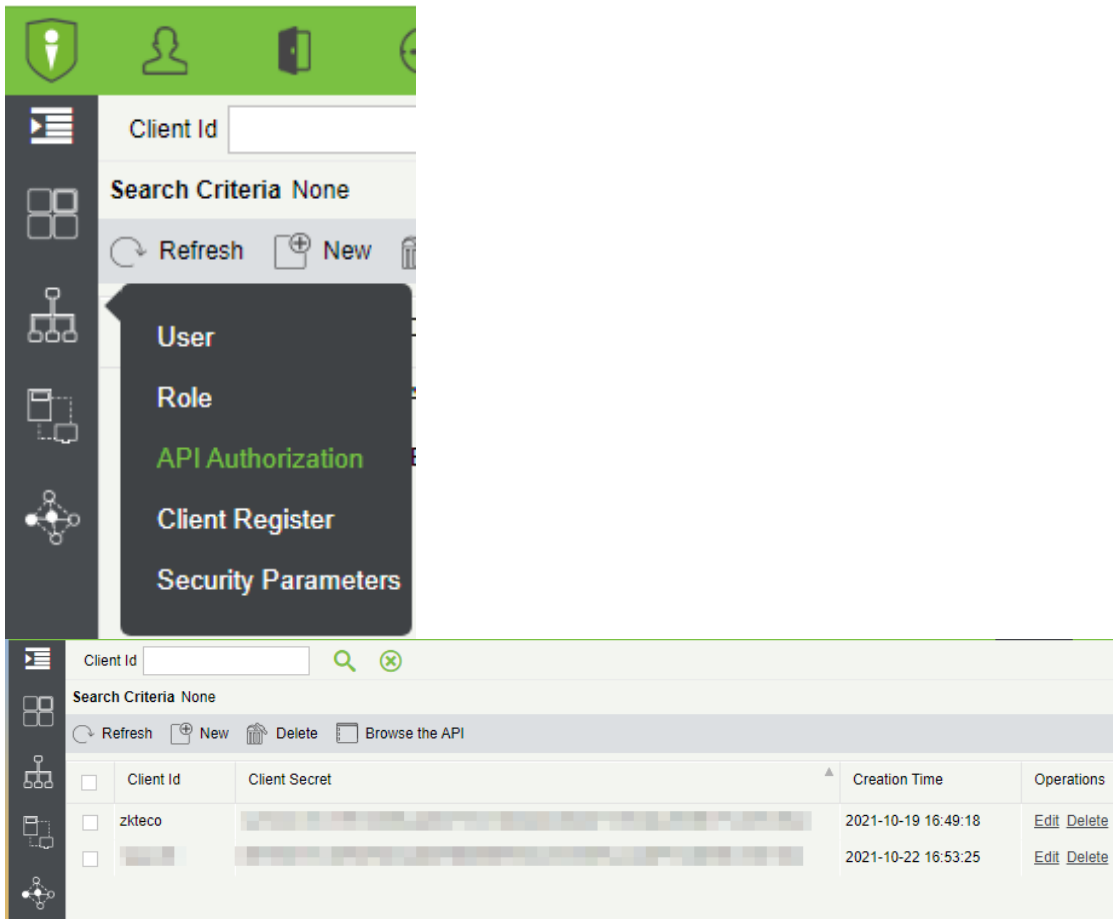 Client Id
Search Criteria None
Refresh New
User
Role
API Authorization
Client Register
Security Parameters
Client Id
Search Criteria None
Refresh New Delete Browse the API
Client Id Client Secret Creation Time Operations
zkteco 2021-10-19 16:49:18 Edit Delete
2021-10-22 16:53:25 Edit Delete